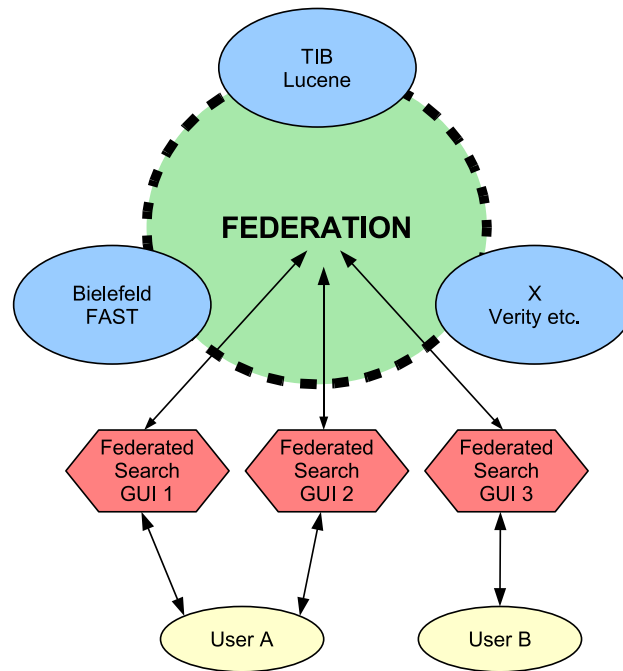 TIB
Lucene
FEDERATION
Bielefeld
FAST
X
Verity etc.
Federated
Search
GUI 1
Federated
Search
GUI 2
Federated
Search
GUI 3
User A
User B